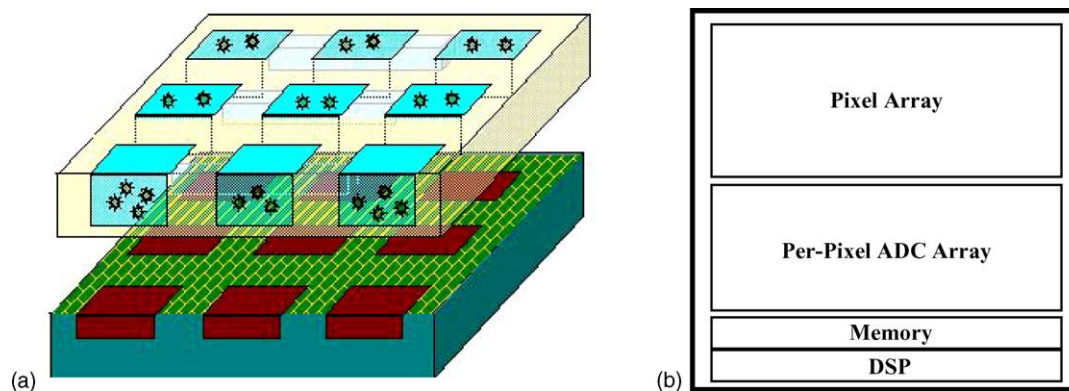 Pixel Array
Per-Pixel ADC Array
Memory
DSP
(a)
(b)